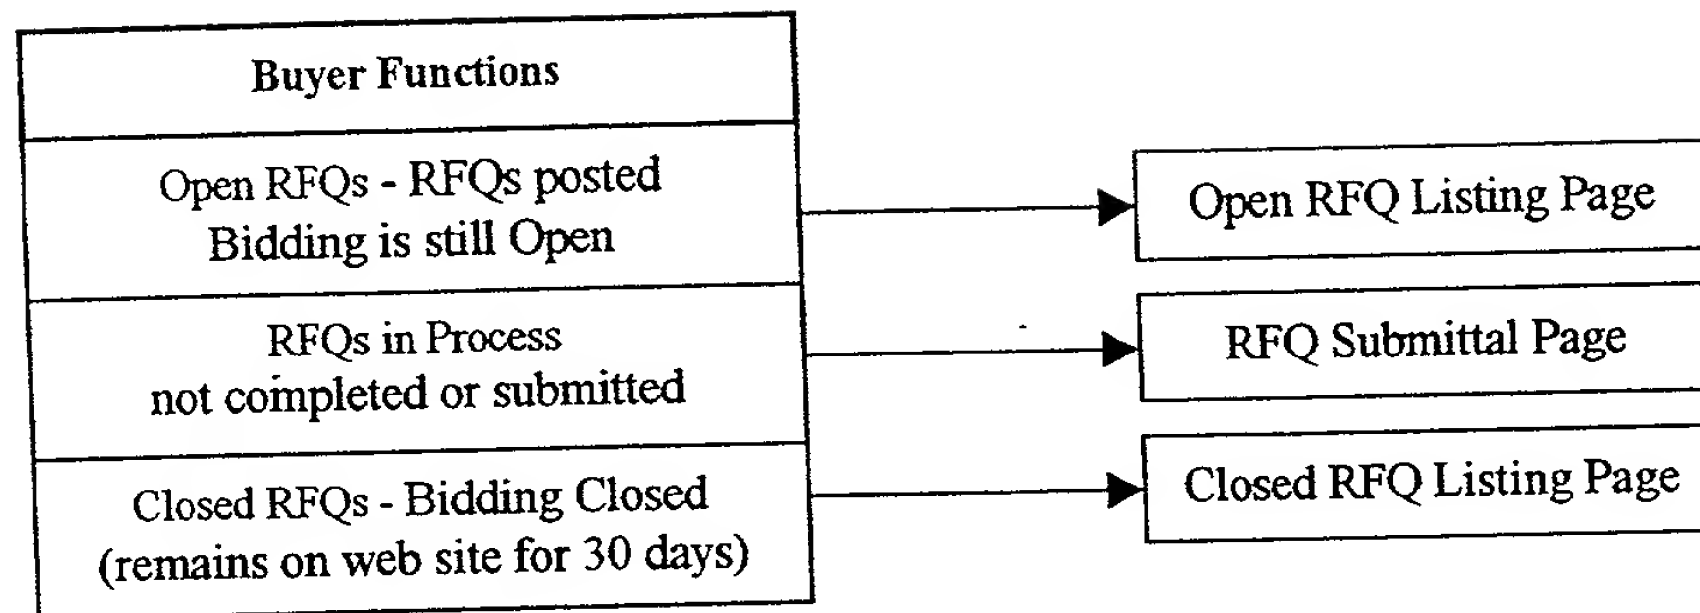 Buyer Functions
Open RFQs - RFQs posted
Bidding is still Open
Open RFQ Listing Page
RFQs in Process
not completed or submitted
RFQ Submittal Page
Closed RFQs - Bidding Closed
(remains on web site for 30 days)
Closed RFQ Listing Page